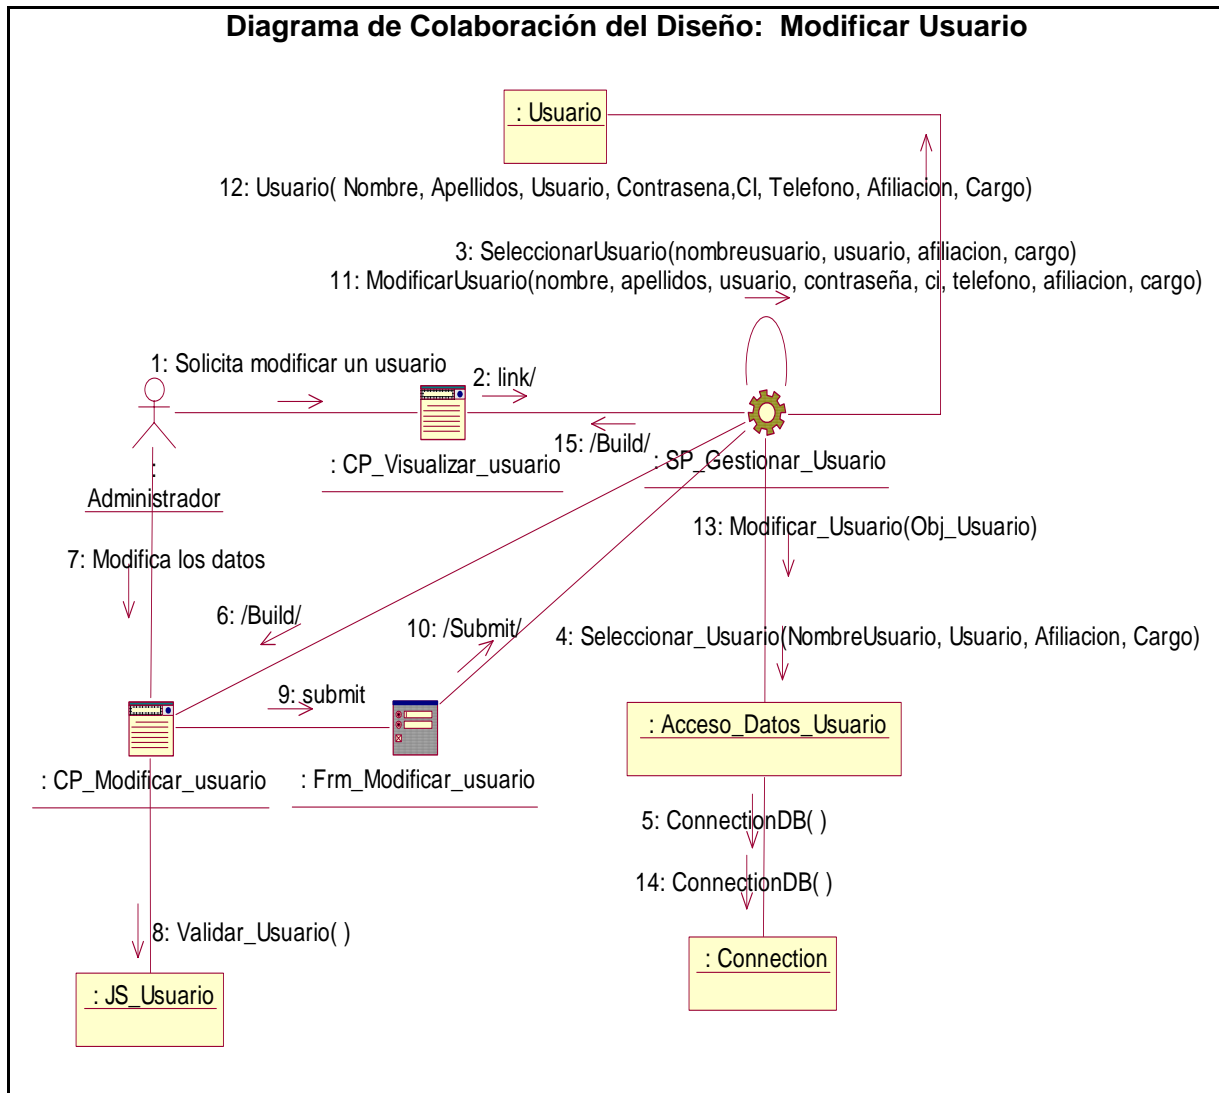 Diagrama de Colaboración del Diseño:  Modificar Usuario
: Usuario
12: Usuario( Nombre, Apellidos, Usuario, Contrasena,CI, Telefono, Afiliacion, Cargo)
3: SeleccionarUsuario(nombreusuario, usuario, afiliacion, cargo)
11: ModificarUsuario(nombre, apellidos, usuario, contraseña, ci, telefono, afiliacion, cargo)
1: Solicita modificar un usuario
2: link/
15: /Build/
: CP_Visualizar_usuario
: SP_Gestionar_Usuario
:
Administrador
13: Modificar_Usuario(Obj_Usuario)
7: Modifica los datos
6: /Build/
10: /Submit/
4: Seleccionar_Usuario(NombreUsuario, Usuario, Afiliacion, Cargo)
9: submit
: Acceso_Datos_Usuario
: CP_Modificar_usuario
: Frm_Modificar_usuario
5: ConnectionDB( )
14: ConnectionDB( )
8: Validar_Usuario( )
: Connection
: JS_Usuario